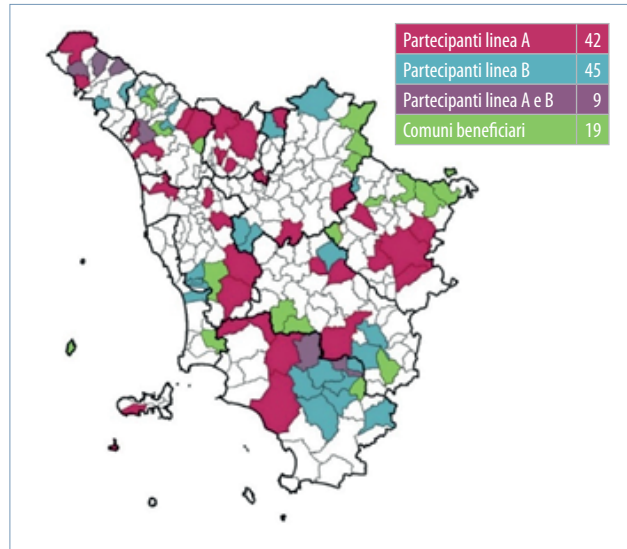 Partecipanti linea A 42
Partecipanti linea B 45
Partecipanti linea A e B 9
Comuni beneficiari 19